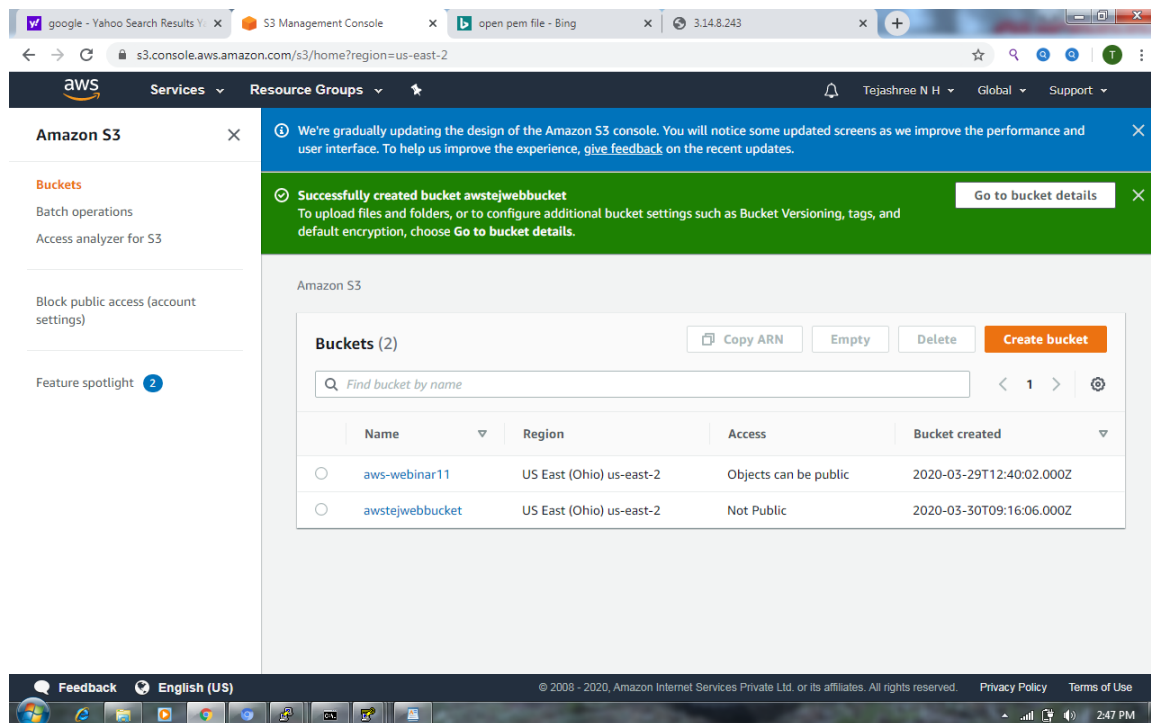 google - Yahoo Search Results Y
S3 Management Console
open pem file - Bing
3.14.8.243
s3.console.aws.amazon.com/s3/home?region=us-east-2
T
aws
Services
Resource Groups
Tejashree N H
Global
Support
Amazon S3
Buckets
Batch operations
Access analyzer for S3
Block public access (account
settings)
Feature spotlight 2
We're gradually updating the design of the Amazon S3 console. You will notice some updated screens as we improve the performance and
user interface. To help us improve the experience, give feedback on the recent updates.
Successfully created bucket awstejwebbucket
To upload files and folders, or to configure additional bucket settings such as Bucket Versioning, tags, and
default encryption, choose Go to bucket details.
Go to bucket details
Amazon S3
Buckets (2)
Copy ARN
Empty
Delete
Create bucket
Find bucket by name
1
Name Region Access Bucket created
aws-webinar11 US East (Ohio) us-east-2 Objects can be public 2020-03-29T12:40:02.000Z
awstejwebbucket US East (Ohio) us-east-2 Not Public 2020-03-30T09:16:06.000Z
Feedback
English (US)
© 2008 - 2020, Amazon Internet Services Private Ltd. or its affiliates. All rights reserved.
Privacy Policy
Terms of Use
2:47 PM